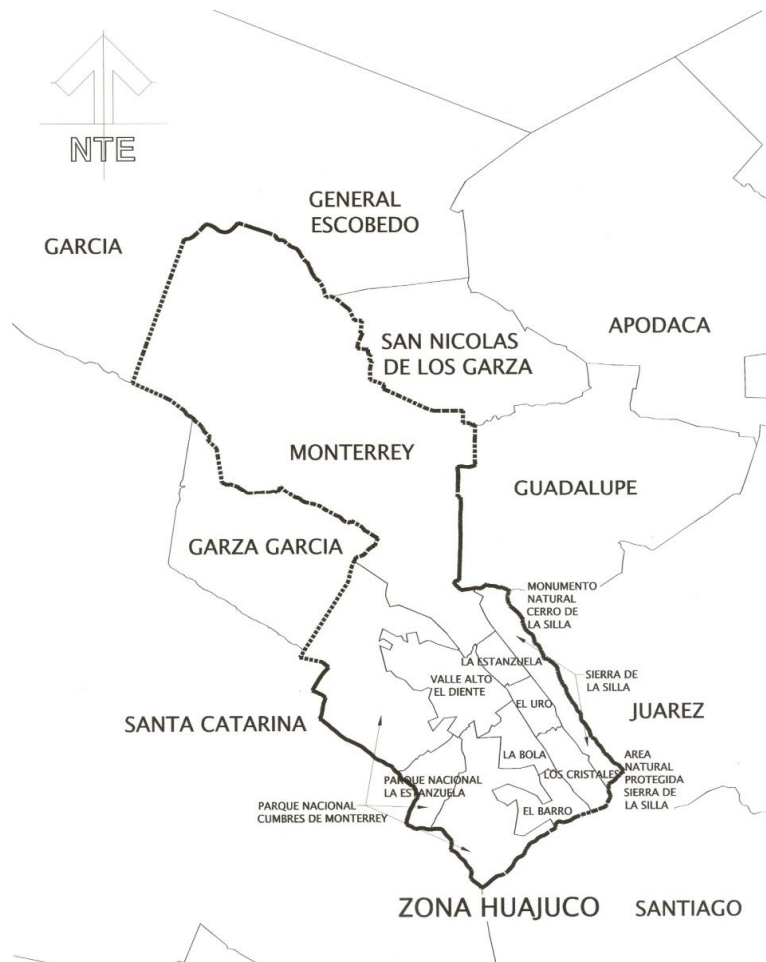 NTE
GENERAL
ESCOBEDO
GARCIA
APODACA
SAN NICOLAS
DE LOS GARZA
MONTERREY
GUADALUPE
GARZA GARCIA
MONUMENTO
NATURAL
CERRO DE
LA SILLA
LA ESTANZUELA
SIERRA DE
LA SILLA
VALLE ALTO
EL DIENTE
EL URO
JUAREZ
SANTA CATARINA
LA BOLA
AREA
NATURAL
PROTEGIDA
SIERRA DE
LA SILLA
LOS CRISTALES
PARQUE NACIONAL
LA ESTANZUELA
PARQUE NACIONAL
CUMBRES DE MONTERREY
EL BARRO
ZONA HUAJUCO
SANTIAGO